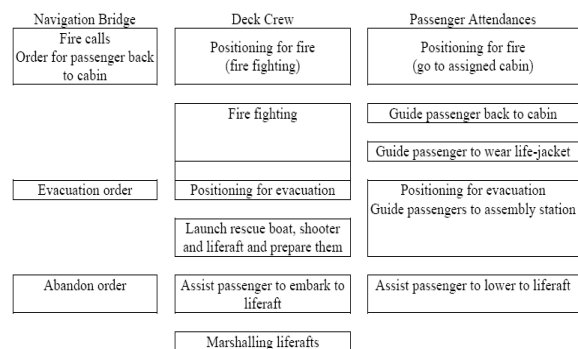 Navigation Bridge
Deck Crew
Passenger Attendances
Fire calls
Order for passenger back
to cabin
Positioning for fire
(fire fighting)
Positioning for fire
(go to assigned cabin)
Fire fighting
Guide passenger back to cabin
Guide passenger to wear life-jacket
Evacuation order
Positioning for evacuation
Positioning for evacuation
Guide passengers to assembly station
Launch rescue boat, shooter
and liferaft and prepare them
Abandon order
Assist passenger to embark to
liferaft
Assist passenger to lower to liferaft
Marshalling liferafts